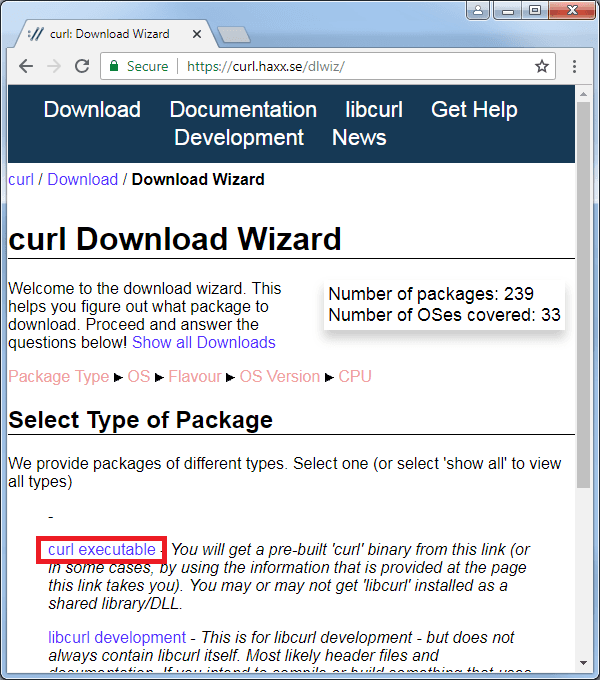 curl: Download Wizard
Secure
https://curl.haxx.se/dlwiz/
Download Documentation libcurl Get Help
Development News
curl / Download / Download Wizard
curl Download Wizard
Welcome to the download wizard. This
helps you figure out what package to
download. Proceed and answer the
questions below! Show all Downloads
Number of packages: 239
Number of OSes covered: 33
Package Type ▶ OS ▶ Flavour ▶ OS Version ▶ CPU
Select Type of Package
We provide packages of different types. Select one (or select 'show all' to view
all types)
-
curl executable - You will get a pre-built 'curl' binary from this link (or
in some cases, by using the information that is provided at the page
this link takes you). You may or may not get 'libcurl' installed as a
shared library/DLL.
libcurl development - This is for libcurl development - but does not
always contain libcurl itself. Most likely header files and
documentation. If you intend to compile or build something that uses